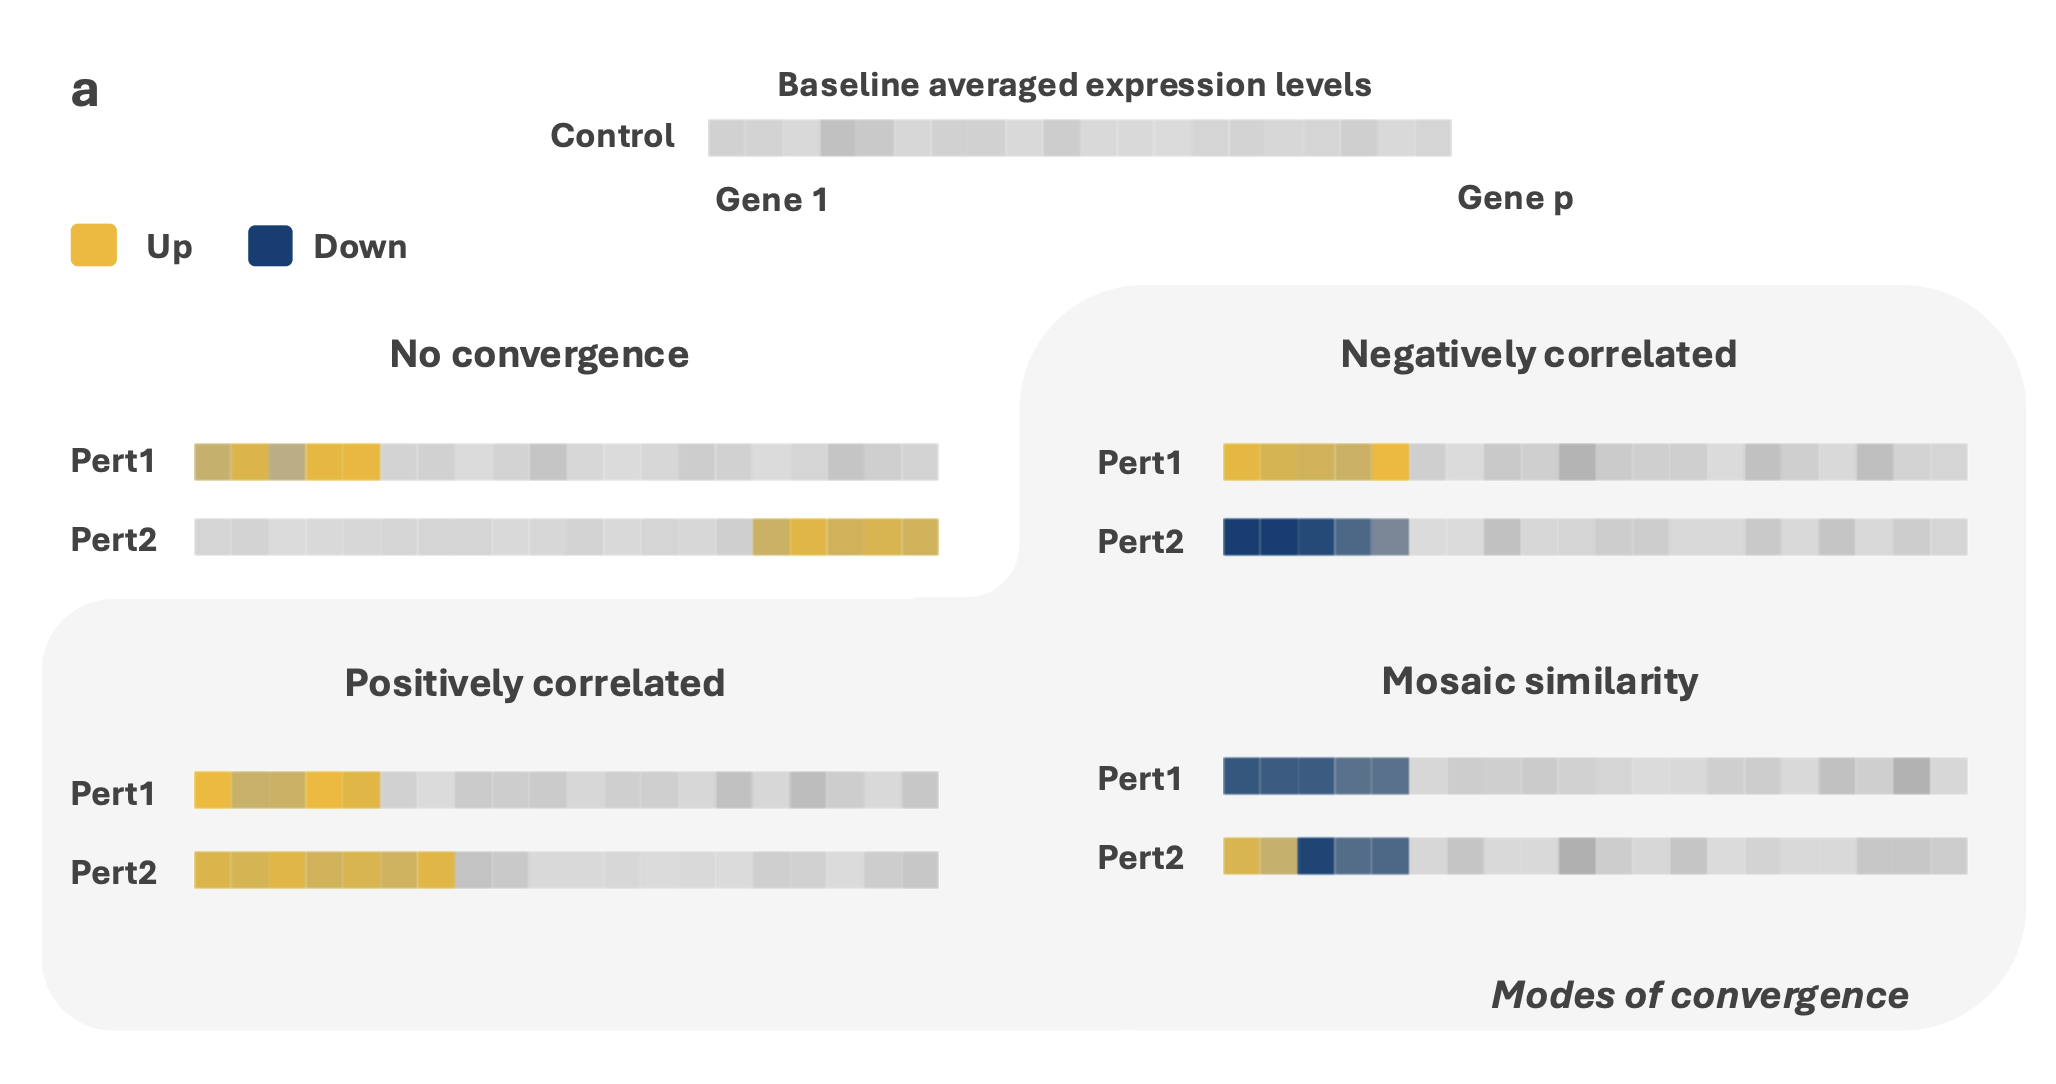 a
Baseline averaged expression levels
Control
Gene 1
Gene p
Up
Down
No convergence
Pert1
Pert2
Negatively correlated
Pert1
Pert2
Positively correlated
Pert1
Pert2
Mosaic similarity
Pert1
Pert2
Modes of convergence